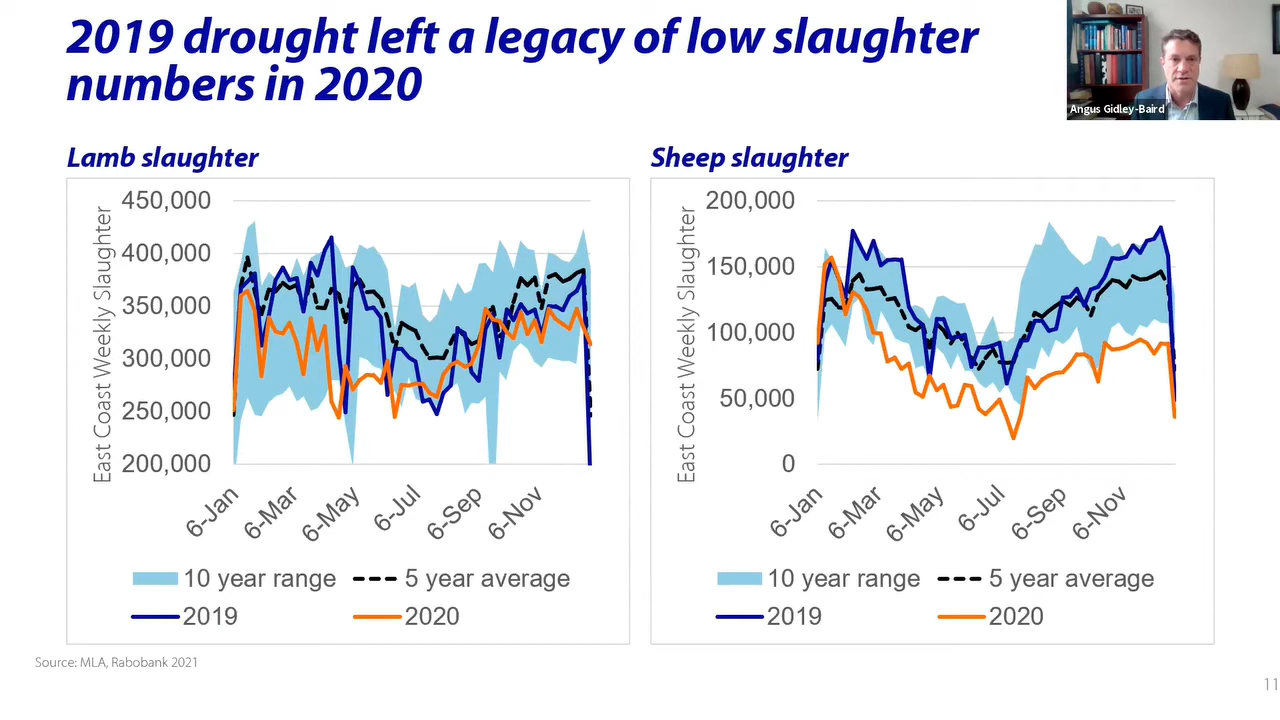 2019 drought left a legacy of low slaughter
numbers in 2020
Angus Gidley-Baird
Lamb slaughter
East Coast Weekly Slaughter
450,000
400,000
350,000
300,000
250,000
200,000
6-Jan
6-Mar
6-May
6-Jul
6-Sep
6-Nov
10 year range
5 year average
2019
2020
Sheep slaughter
East Coast Weekly Slaughter
200,000
150,000
100,000
50,000
0
6-Jan
6-Mar
6-May
6-Jul
6-Sep
6-Nov
10 year range
5 year average
2019
2020
Source: MLA, Rabobank 2021
11